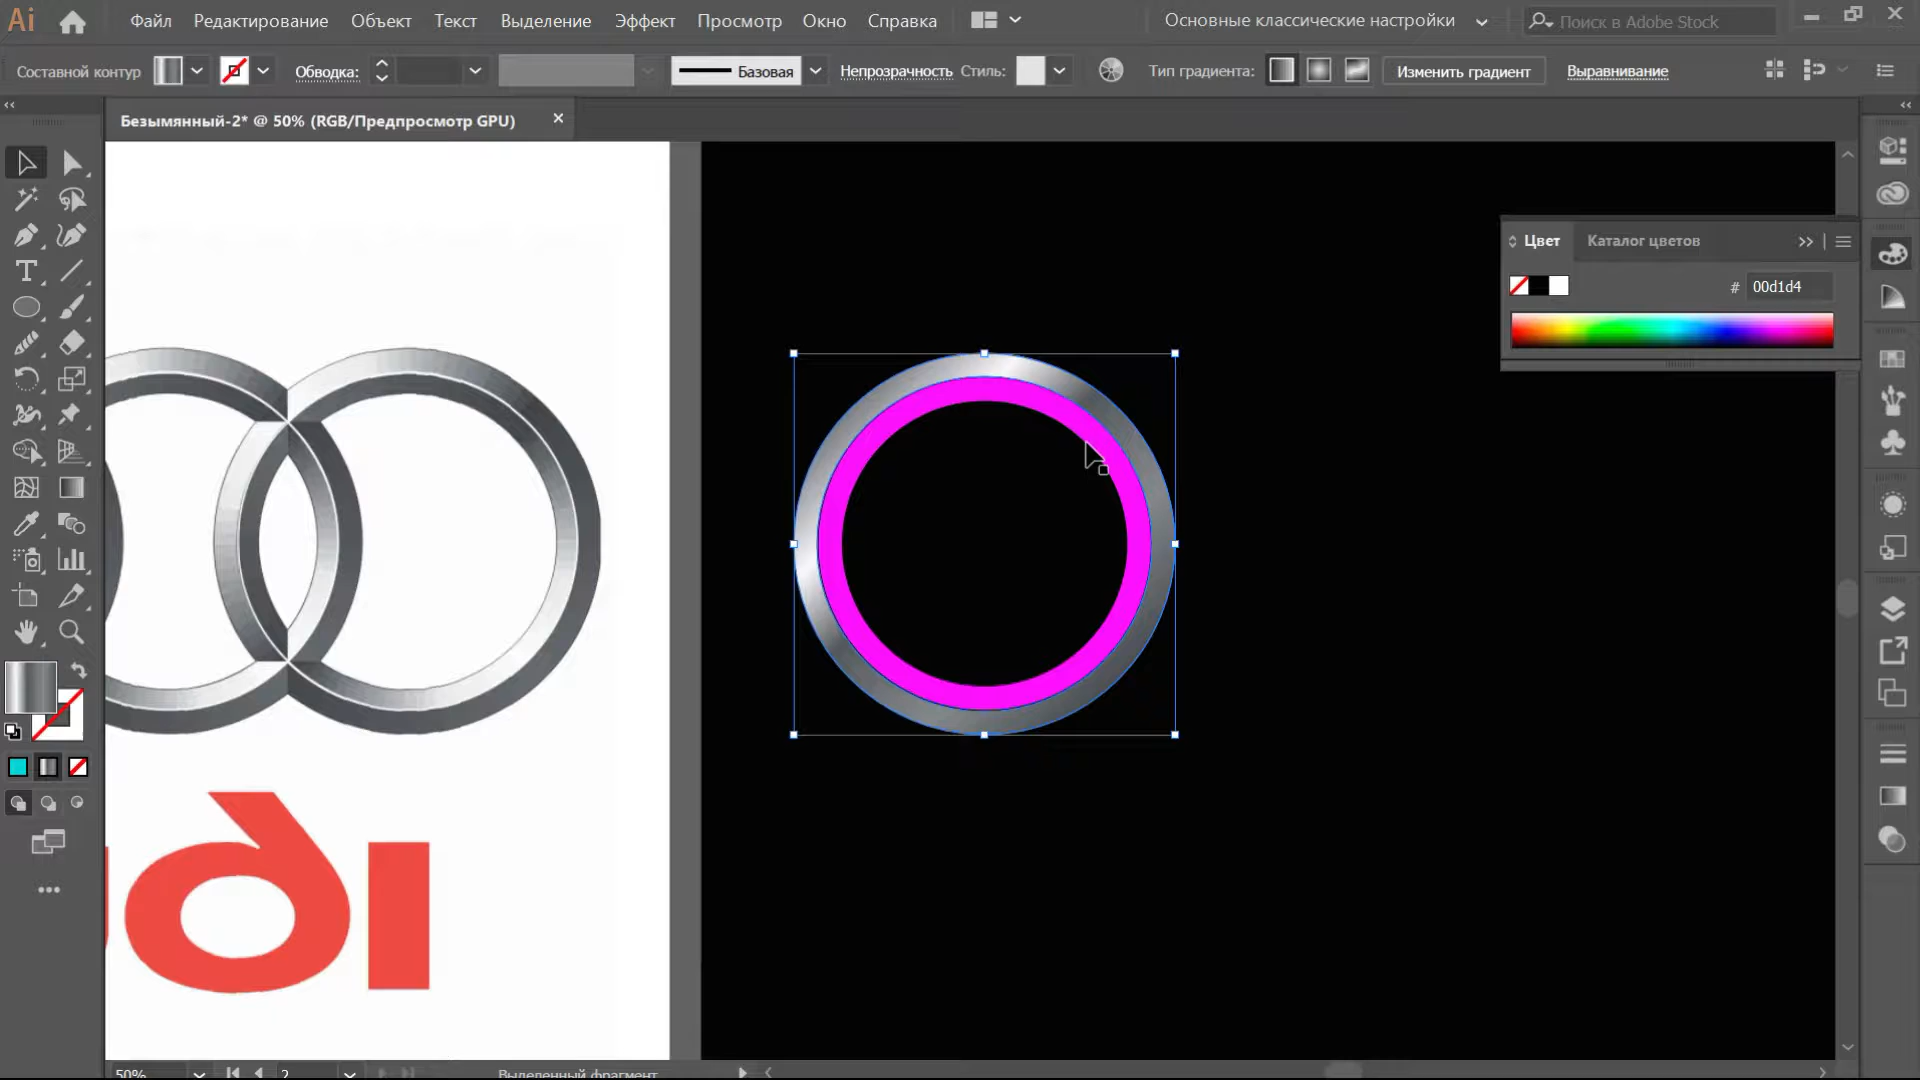 Ai Файл Редактирование Объект Текст Выделение Эффект Просмотр Окно Справка Основные классические настройки Поиск в Adobe Stock
Составной контур Обводка: Базовая Непрозрачность Стиль: Тип градиента: Изменить градиент Выравнивание
Безымянный-2* @ 50% (RGB/Предпросмотр GPU)
Цвет Каталог цветов
# 00d1d4
di
50% 2 Выделенный фрагмент